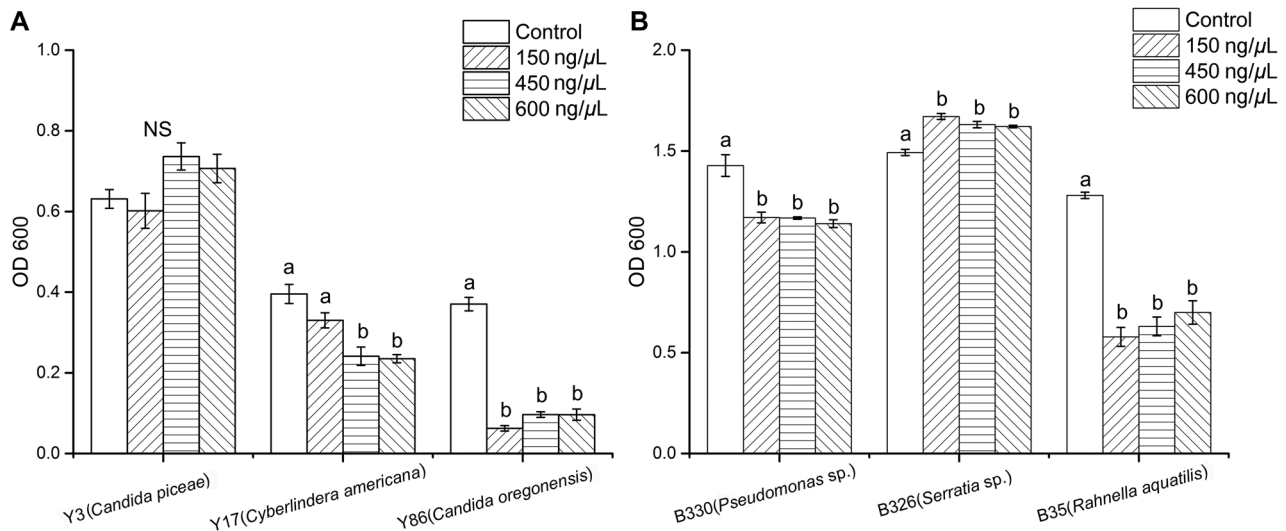 A
Control
150 ng/µL
450 ng/µL
600 ng/µL
1.0
0.8
0.6
0.4
0.2
0.0
OD 600
NS
a
a
b
b
a
b
b
b
Y3(Candida piceae)
Y17(Cyberlindera americana)
Y86(Candida oregonensis)
B
Control
150 ng/µL
450 ng/µL
600 ng/µL
2.0
1.5
1.0
0.5
0.0
OD 600
a
b
b
b
a
b
b
b
a
b
b
b
B330(Pseudomonas sp.)
B326(Serratia sp.)
B35(Rahnella aquatilis)